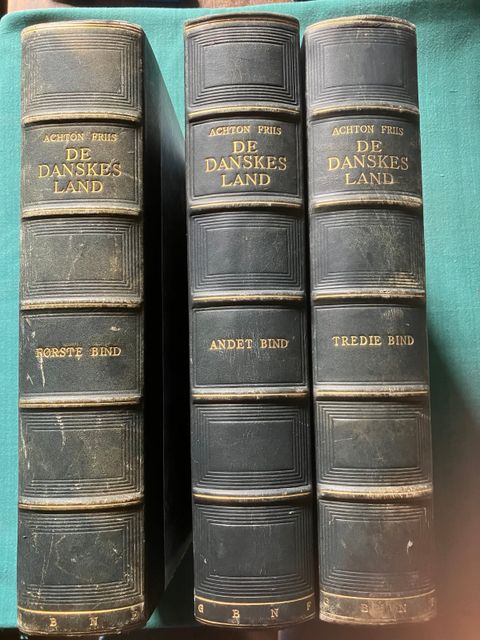 ACHTON FRIIS
DE
DANSKES
LAND
FØRSTE BIND
B N F
ACHTON FRIIS
DE
DANSKES
LAND
ANDET BIND
G B N F
ACHTON FRIIS
DE
DANSKES
LAND
TREDIE BIND
B N